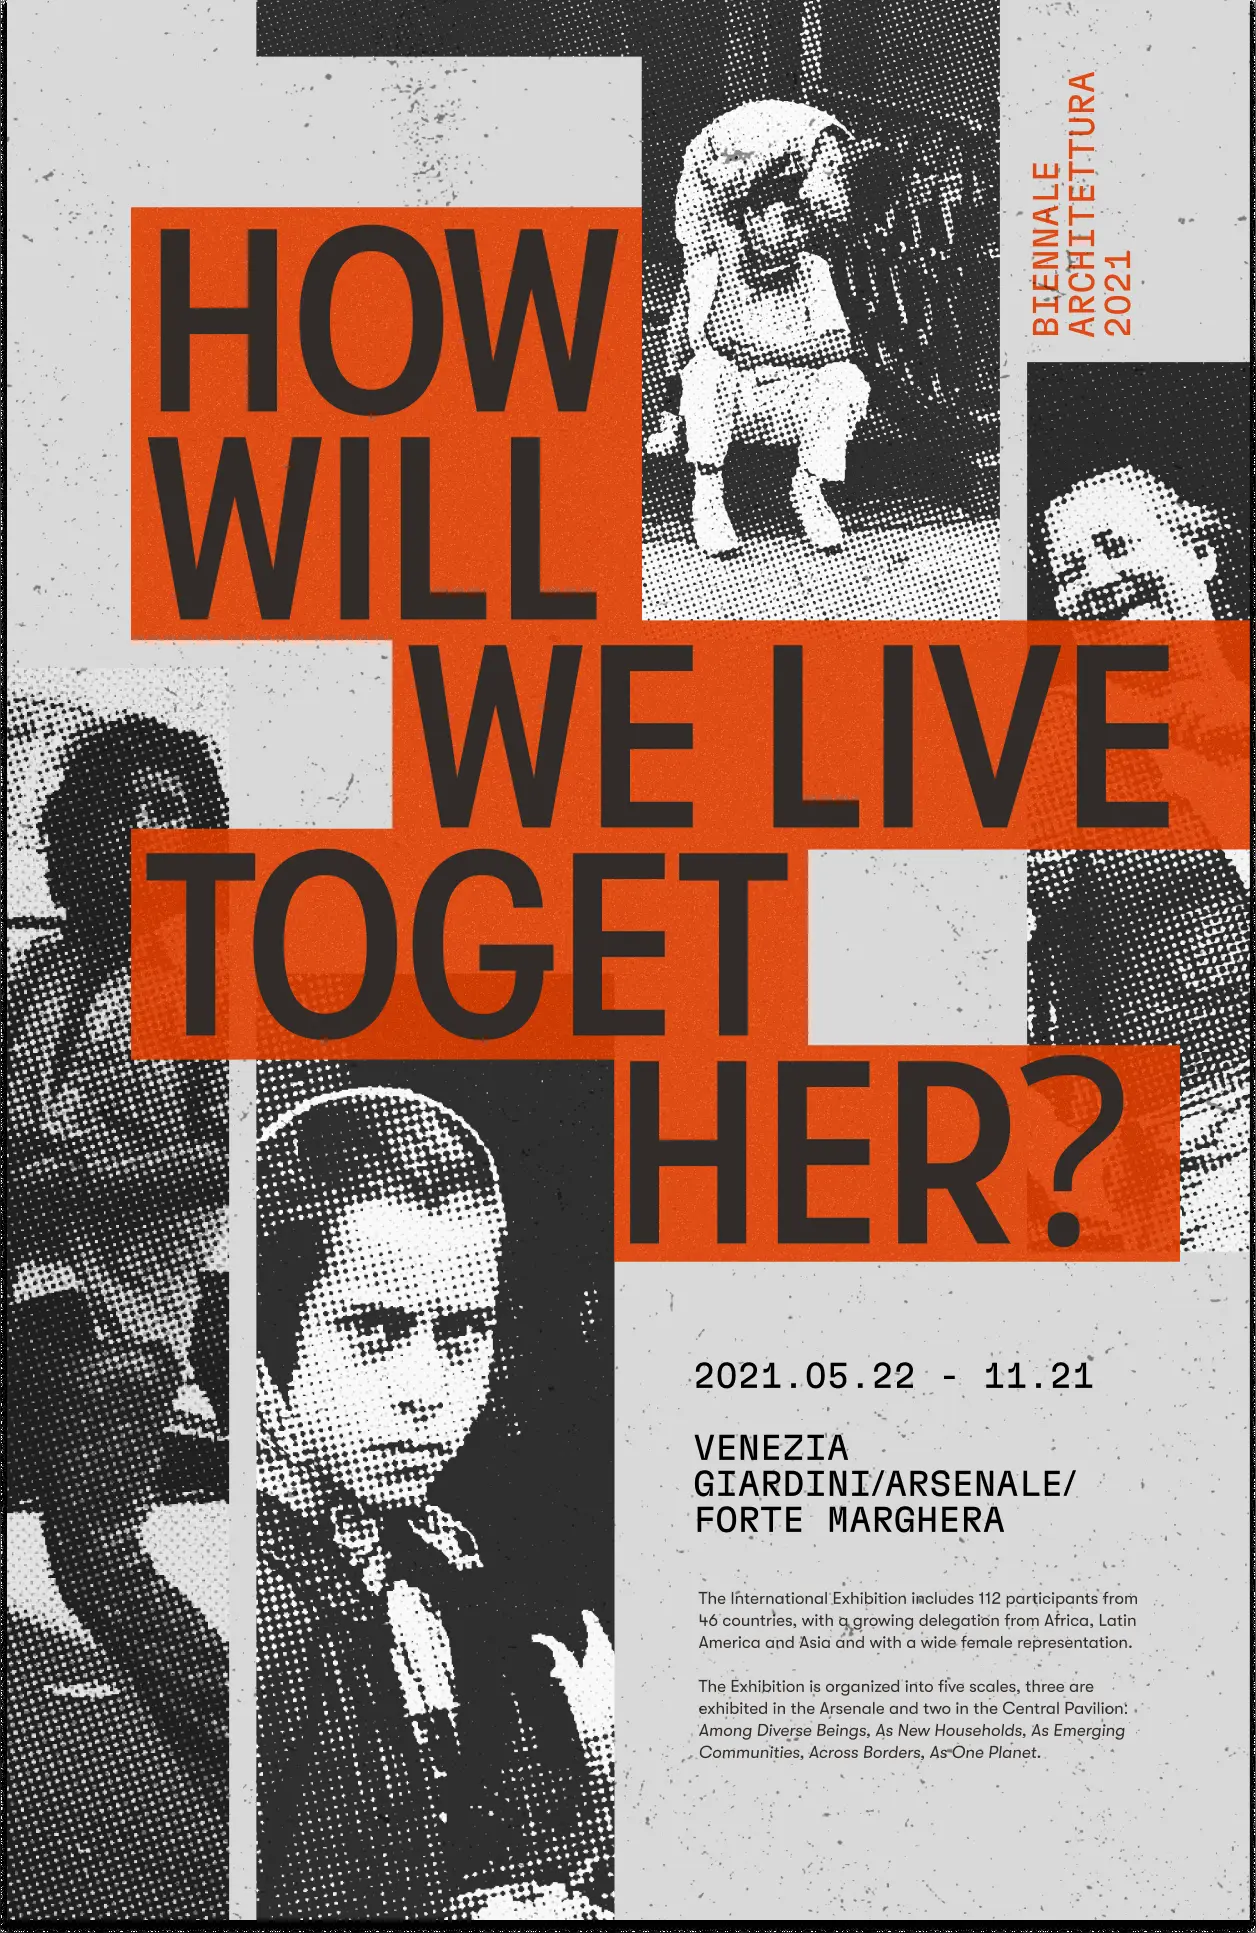 BIENNALE
ARCHITETTURA
2021
HOW
WILL
WE LIVE
TOGET
HER?
2021.05.22 - 11.21
VENEZIA
GIARDINI/ARSENALE/
FORTE MARGHERA
The International Exhibition includes 112 participants from
46 countries, with a growing delegation from Africa, Latin
America and Asia and with a wide female representation.
The Exhibition is organized into five scales, three are
exhibited in the Arsenale and two in the Central Pavilion:
Among Diverse Beings, As New Households, As Emerging
Communities, Across Borders, As One Planet.